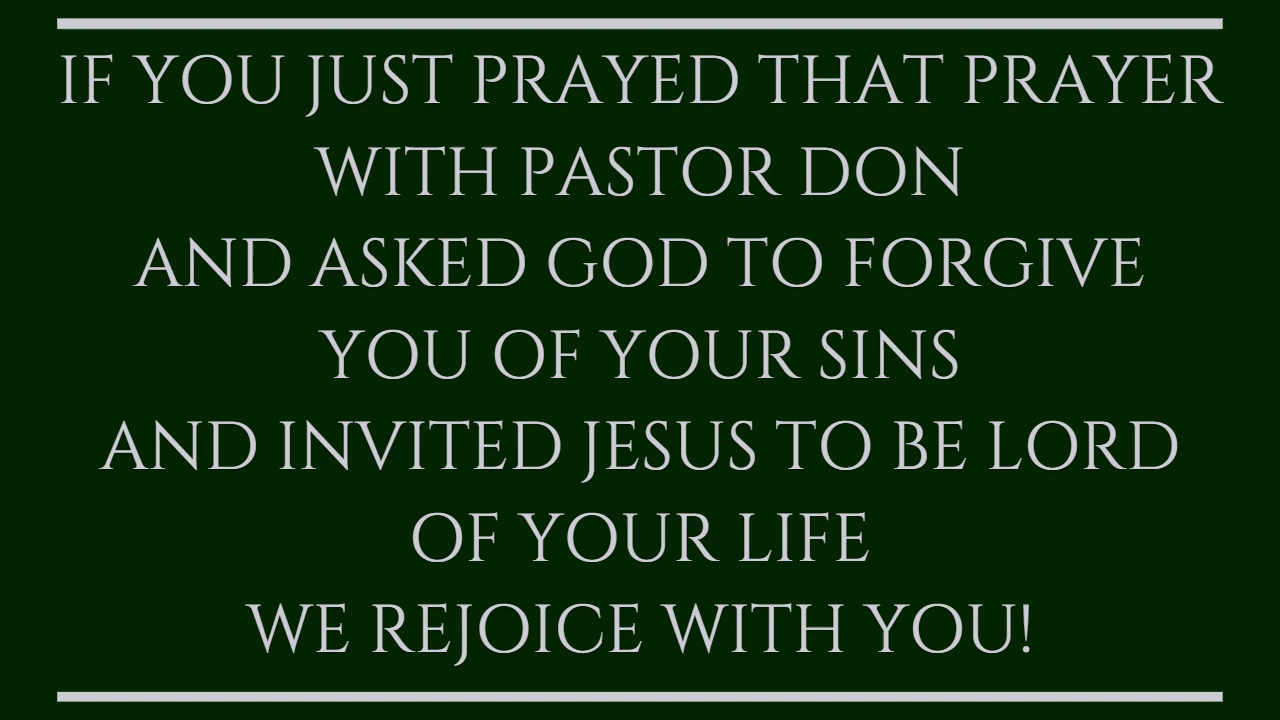 IF YOU JUST PRAYED THAT PRAYER
WITH PASTOR DON
AND ASKED GOD TO FORGIVE
YOU OF YOUR SINS
AND INVITED JESUS TO BE LORD
OF YOUR LIFE
WE REJOICE WITH YOU!